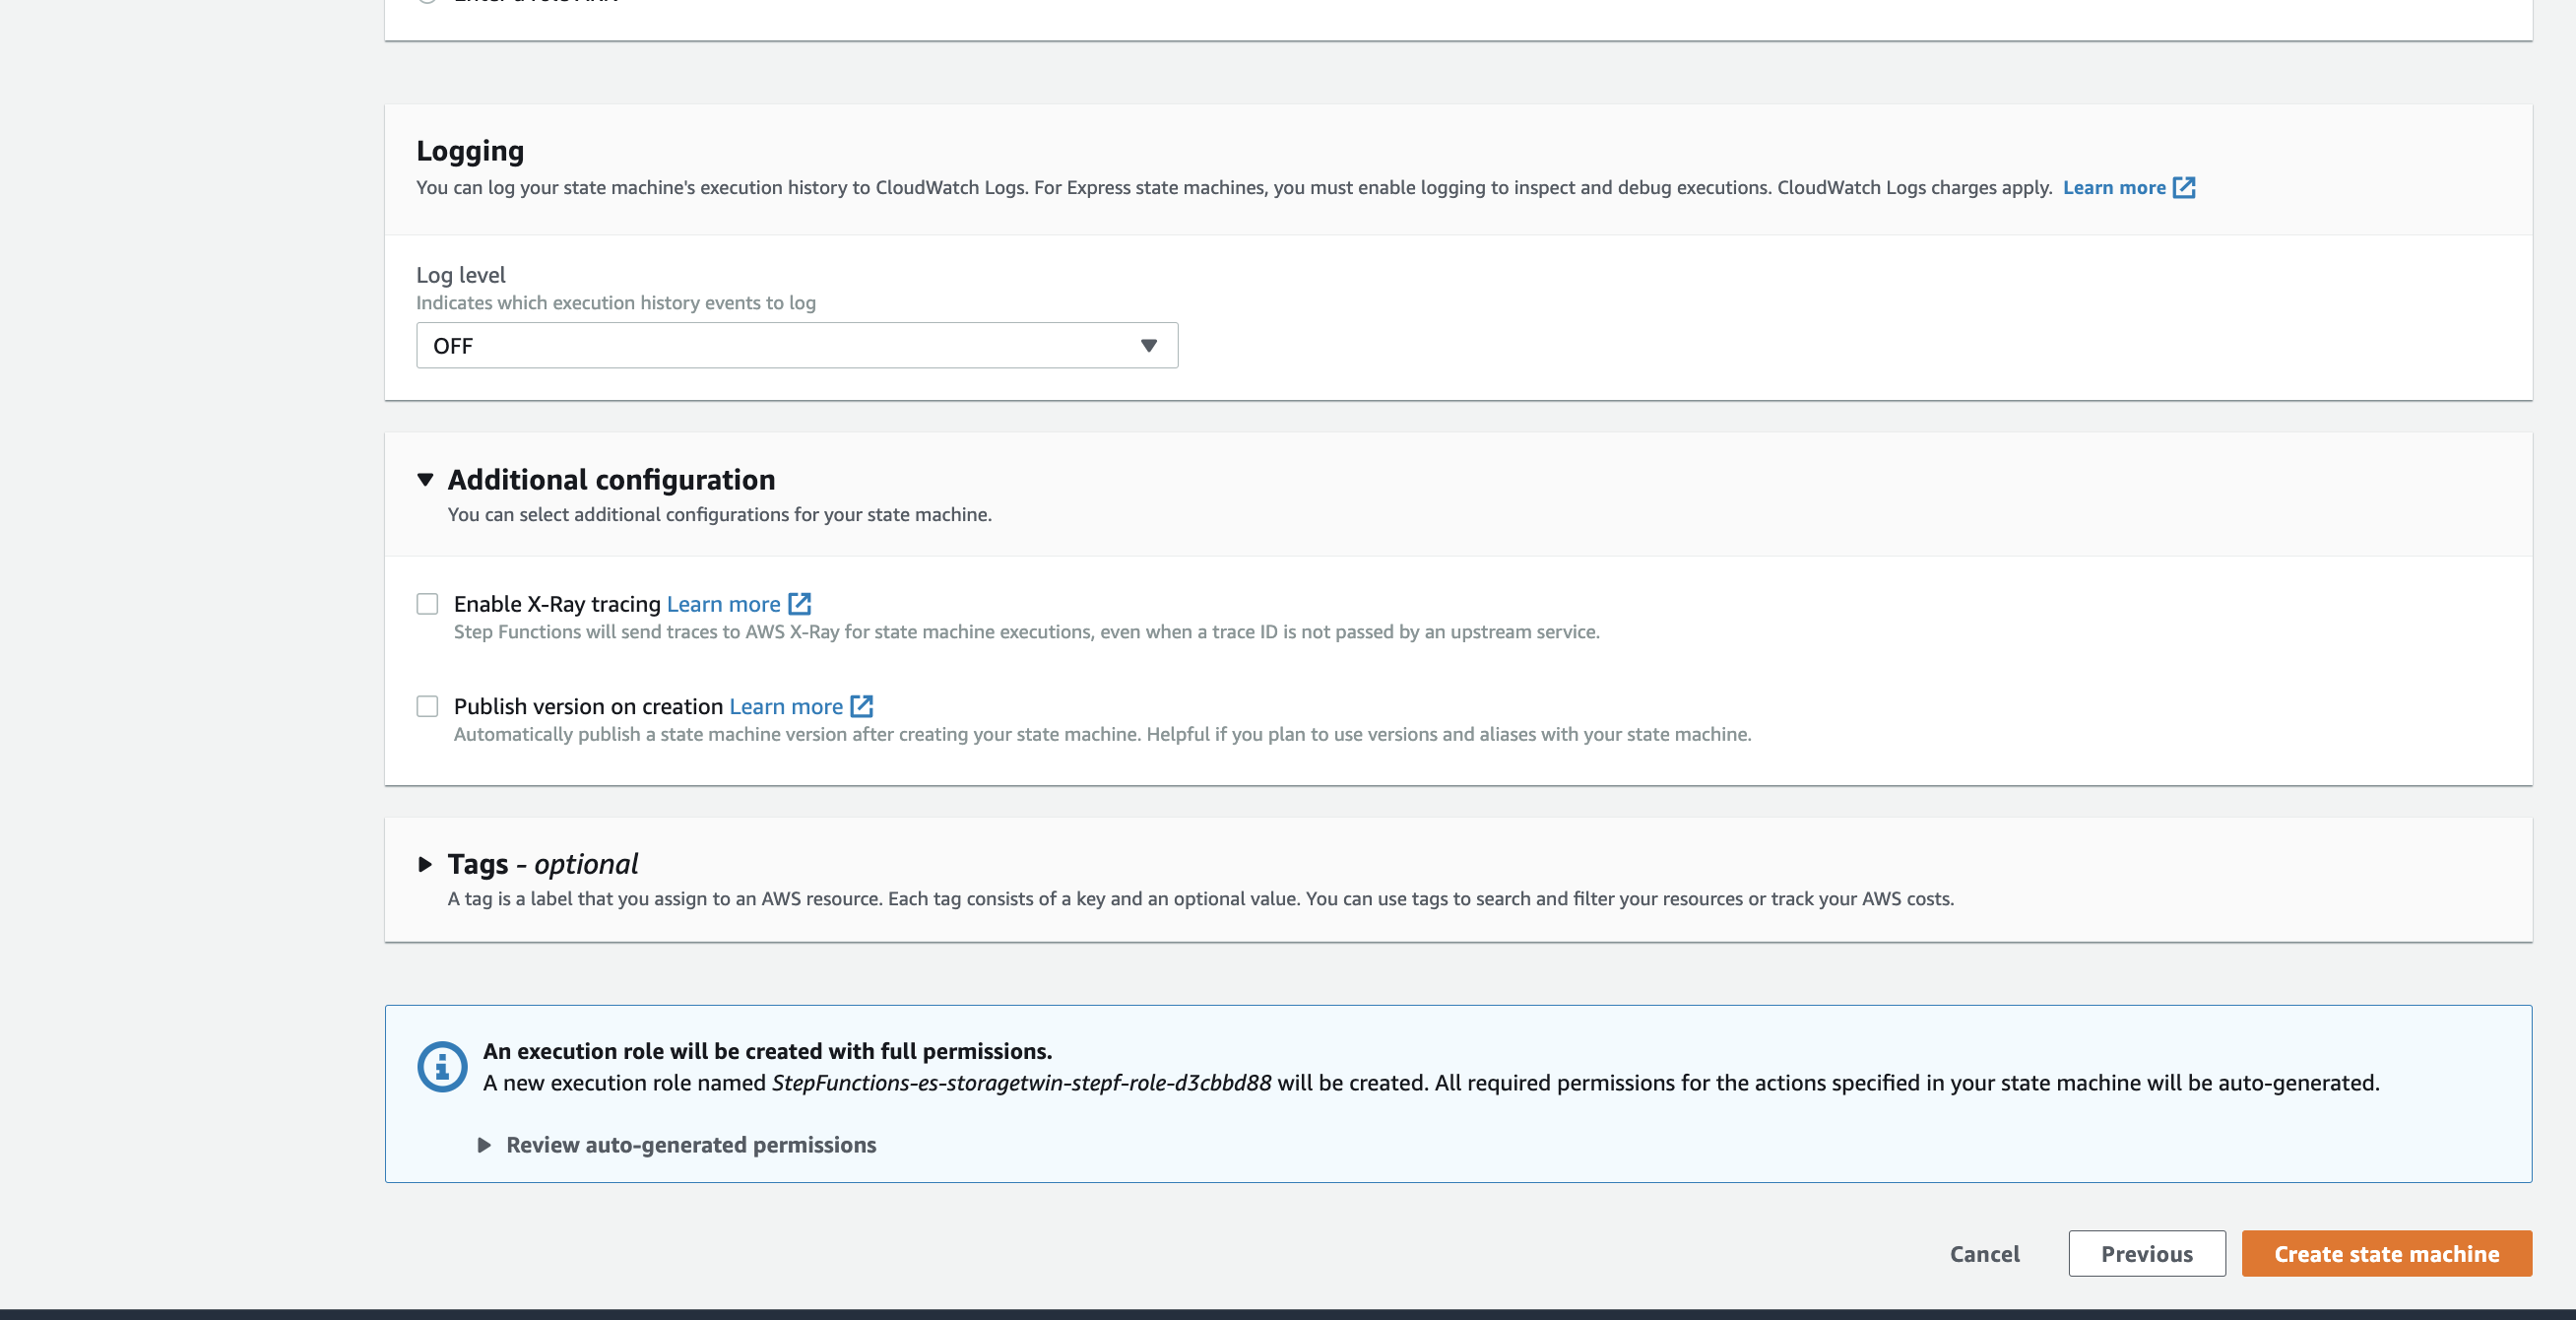 Logging
You can log your state machine's execution history to CloudWatch Logs. For Express state machines, you must enable logging to inspect and debug executions. CloudWatch Logs charges apply. Learn more
Log level
Indicates which execution history events to log
OFF
Additional configuration
You can select additional configurations for your state machine.
Enable X-Ray tracing Learn more
Step Functions will send traces to AWS X-Ray for state machine executions, even when a trace ID is not passed by an upstream service.
Publish version on creation Learn more
Automatically publish a state machine version after creating your state machine. Helpful if you plan to use versions and aliases with your state machine.
Tags - optional
A tag is a label that you assign to an AWS resource. Each tag consists of a key and an optional value. You can use tags to search and filter your resources or track your AWS costs.
An execution role will be created with full permissions.
A new execution role named StepFunctions-es-storagetwin-stepf-role-d3cbbd88 will be created. All required permissions for the actions specified in your state machine will be auto-generated.
Review auto-generated permissions
Cancel Previous Create state machine